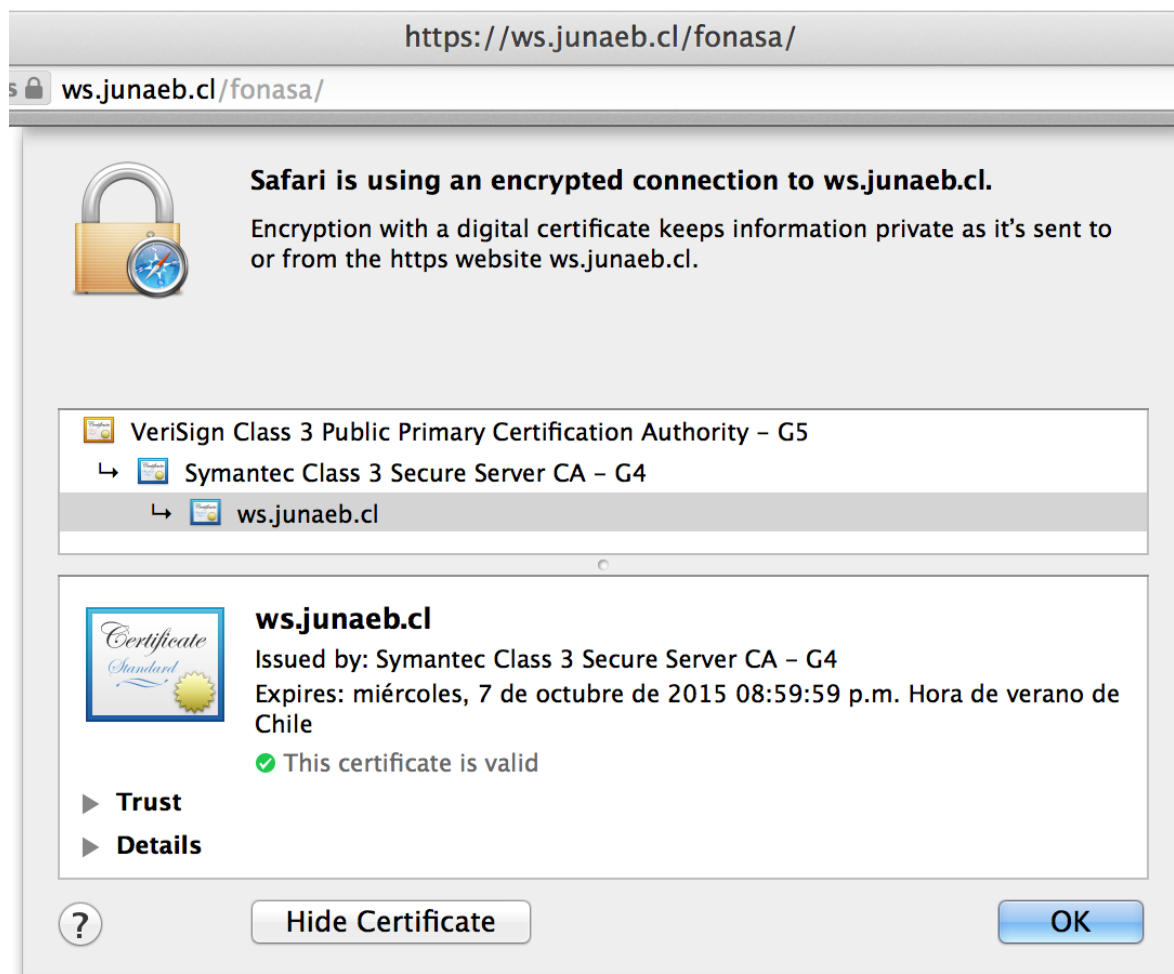 https://ws.junaeb.cl/fonasa/
s ws.junaeb.cl/fonasa/
Safari is using an encrypted connection to ws.junaeb.cl.
Encryption with a digital certificate keeps information private as it’s sent to
or from the https website ws.junaeb.cl.
VeriSign Class 3 Public Primary Certification Authority – G5
↳ Symantec Class 3 Secure Server CA – G4
↳ ws.junaeb.cl
Certificate
Standard
ws.junaeb.cl
Issued by: Symantec Class 3 Secure Server CA – G4
Expires: miércoles, 7 de octubre de 2015 08:59:59 p.m. Hora de verano de
Chile
This certificate is valid
Trust
Details
? Hide Certificate OK